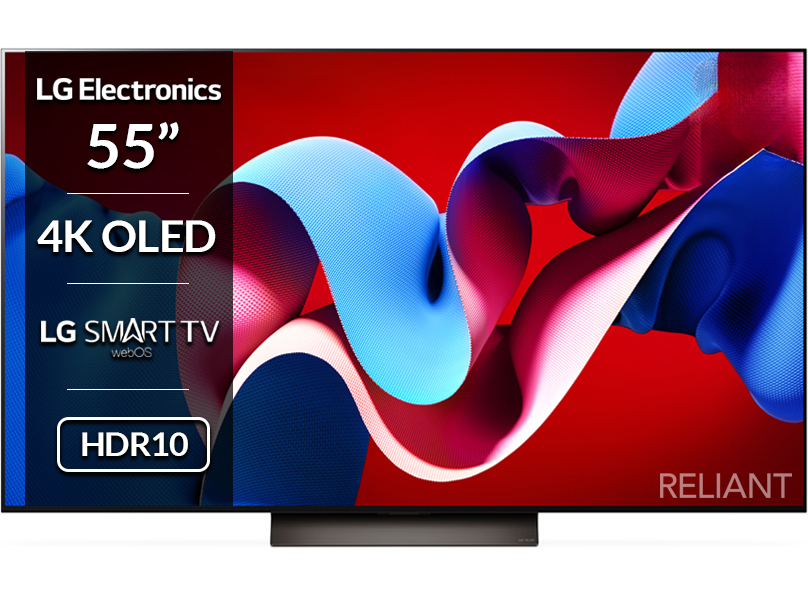 LG Electronics
55”
4K OLED
LG SMART TV
webOS
HDR10
RELIANT